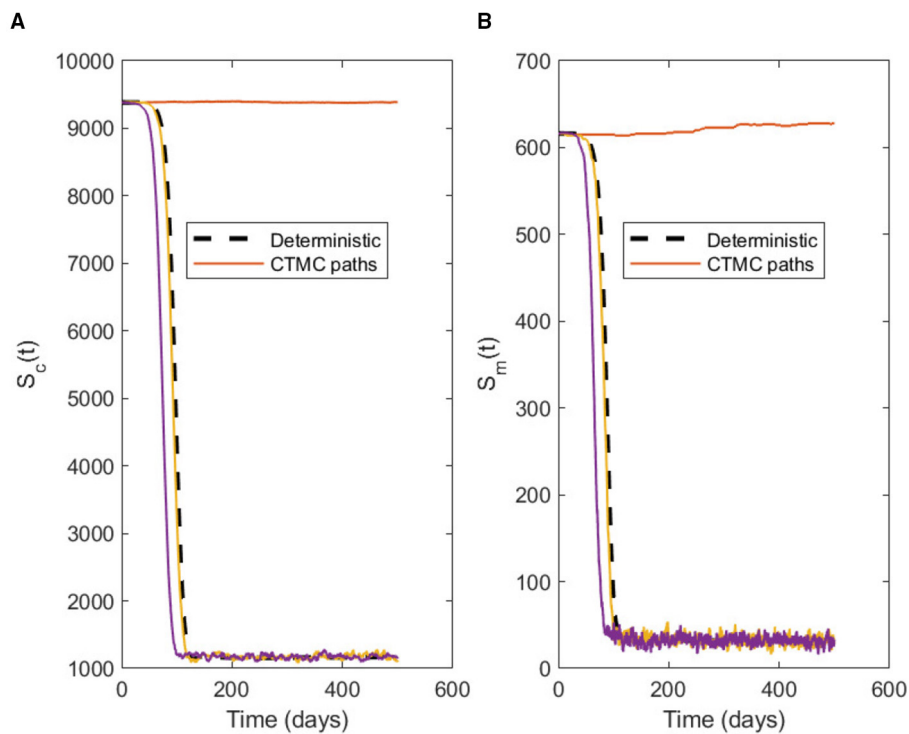 A
10000
9000
8000
7000
6000
5000
4000
3000
2000
1000
S_c(t)
0
200
400
600
Time (days)
Deterministic
CTMC paths
B
700
600
500
400
300
200
100
0
S_m(t)
0
200
400
600
Time (days)
Deterministic
CTMC paths